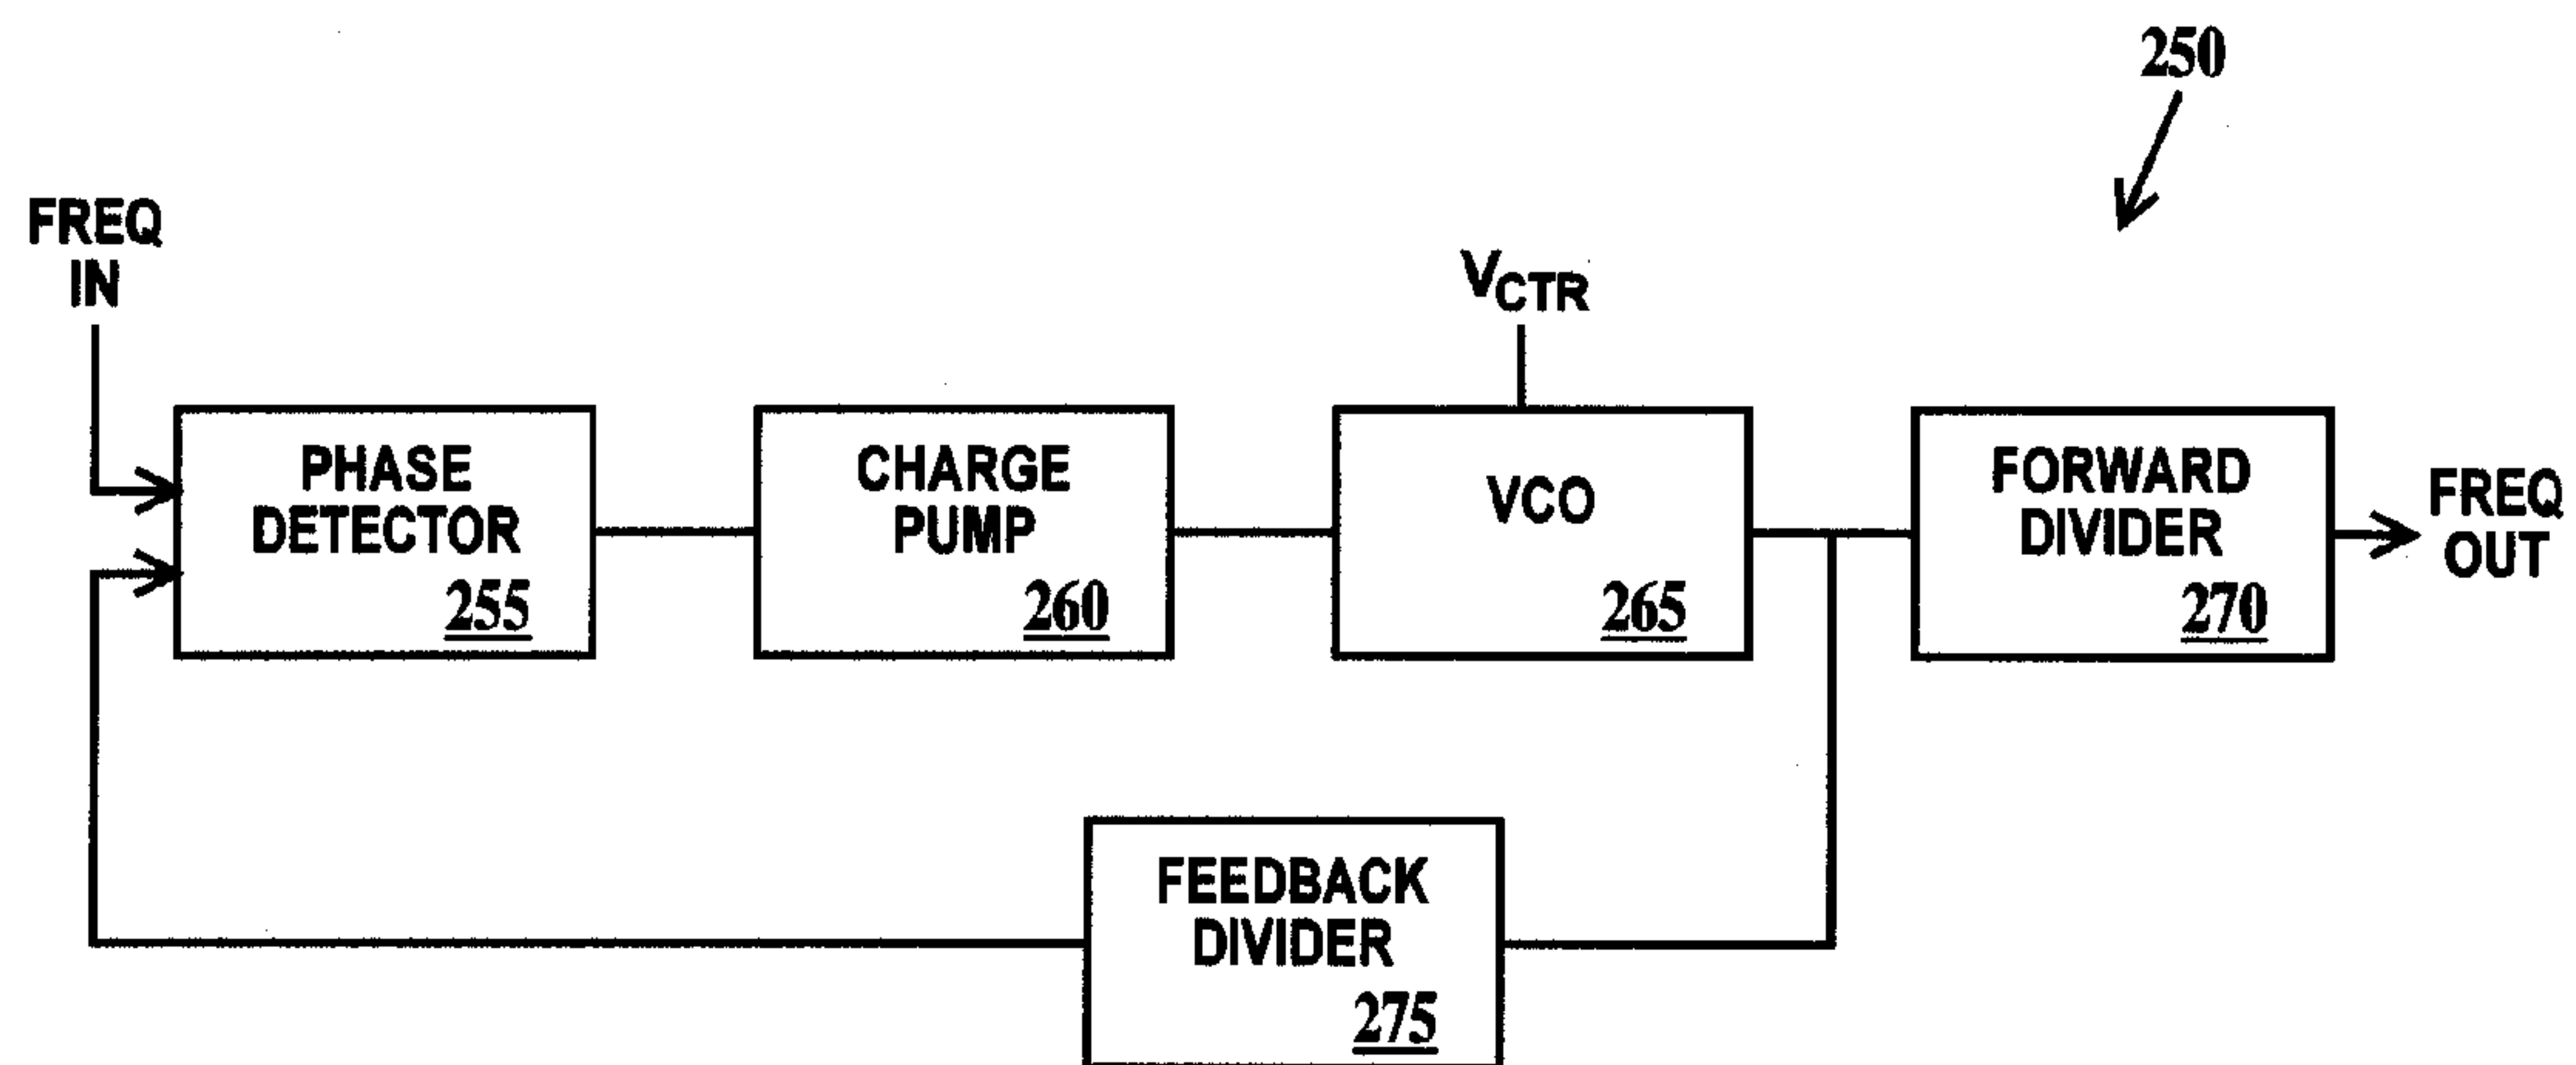 250
FREQ
IN
VCTR
PHASE
DETECTOR
255
CHARGE
PUMP
260
VCO
265
FORWARD
DIVIDER
270
FREQ
OUT
FEEDBACK
DIVIDER
275